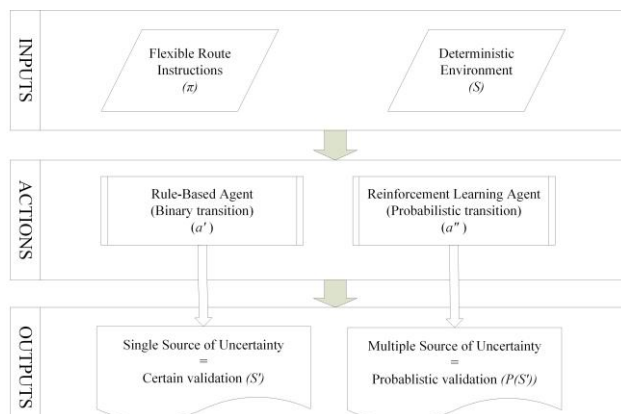 INPUTS
Flexible Route
Instructions
(π)
Deterministic
Environment
(S)
ACTIONS
Rule-Based Agent
(Binary transition)
(a' )
Reinforcement Learning Agent
(Probabilistic transition)
(a" )
OUTPUTS
Single Source of Uncertainty
=
Certain validation (S')
Multiple Source of Uncertainty
=
Probablistic validation (P(S'))